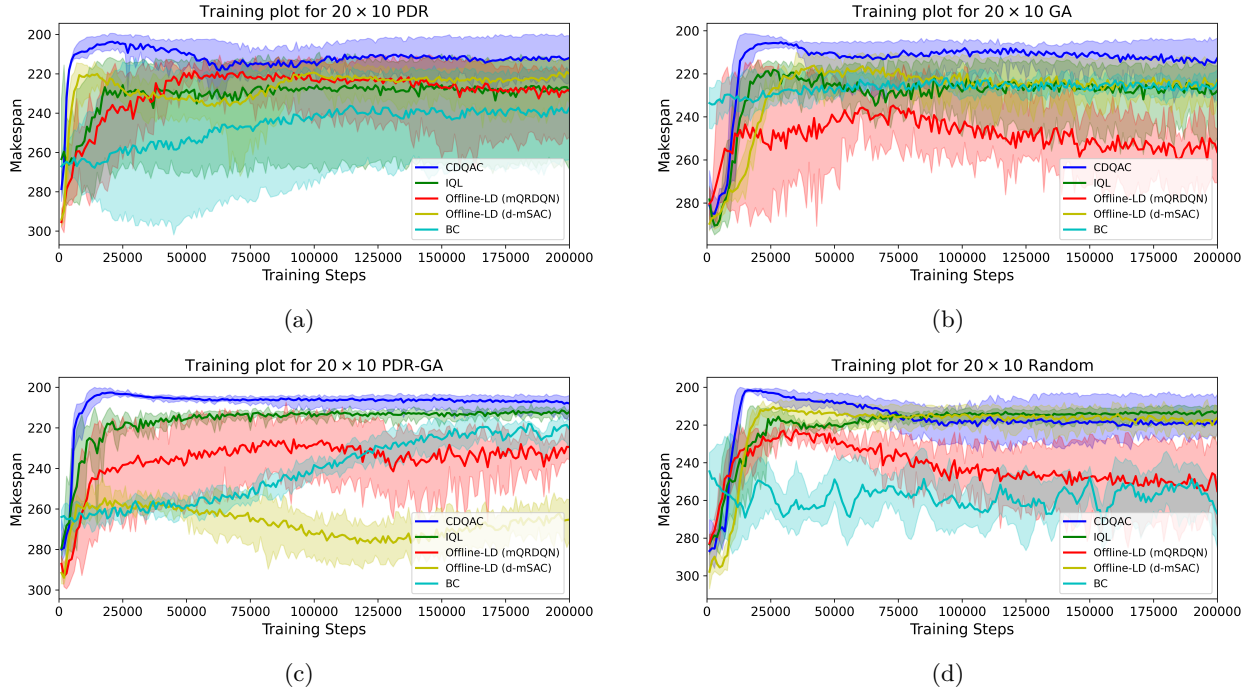 Training plot for 20 × 10 PDR
Makespan
200
220
240
260
280
300
0 25000 50000 75000 100000 125000 150000 175000 200000
Training Steps
CDQAC
IQL
Offline-LD (mQRDQN)
Offline-LD (d-mSAC)
BC
(a)
Training plot for 20 × 10 GA
Makespan
200
220
240
260
280
0 25000 50000 75000 100000 125000 150000 175000 200000
Training Steps
CDQAC
IQL
Offline-LD (mQRDQN)
Offline-LD (d-mSAC)
BC
(b)
Training plot for 20 × 10 PDR-GA
Makespan
200
220
240
260
280
300
0 25000 50000 75000 100000 125000 150000 175000 200000
Training Steps
CDQAC
IQL
Offline-LD (mQRDQN)
Offline-LD (d-mSAC)
BC
(c)
Training plot for 20 × 10 Random
Makespan
200
220
240
260
280
300
0 25000 50000 75000 100000 125000 150000 175000 200000
Training Steps
CDQAC
IQL
Offline-LD (mQRDQN)
Offline-LD (d-mSAC)
BC
(d)